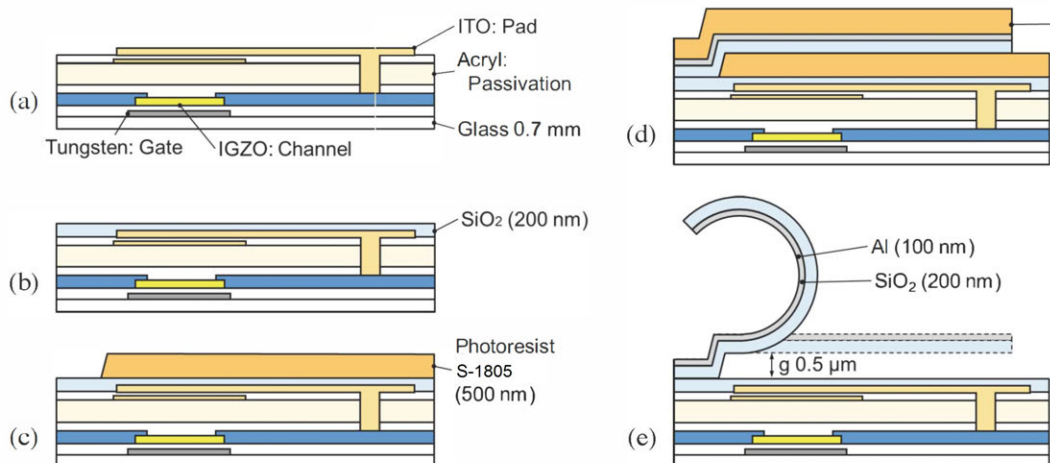 (a)
ITO: Pad
Acryl:
Passivation
Glass 0.7 mm
Tungsten: Gate
IGZO: Channel
(b)
SiO₂ (200 nm)
(c)
Photoresist
S-1805
(500 nm)
(d)
(e)
Al (100 nm)
SiO₂ (200 nm)
g 0.5 μm